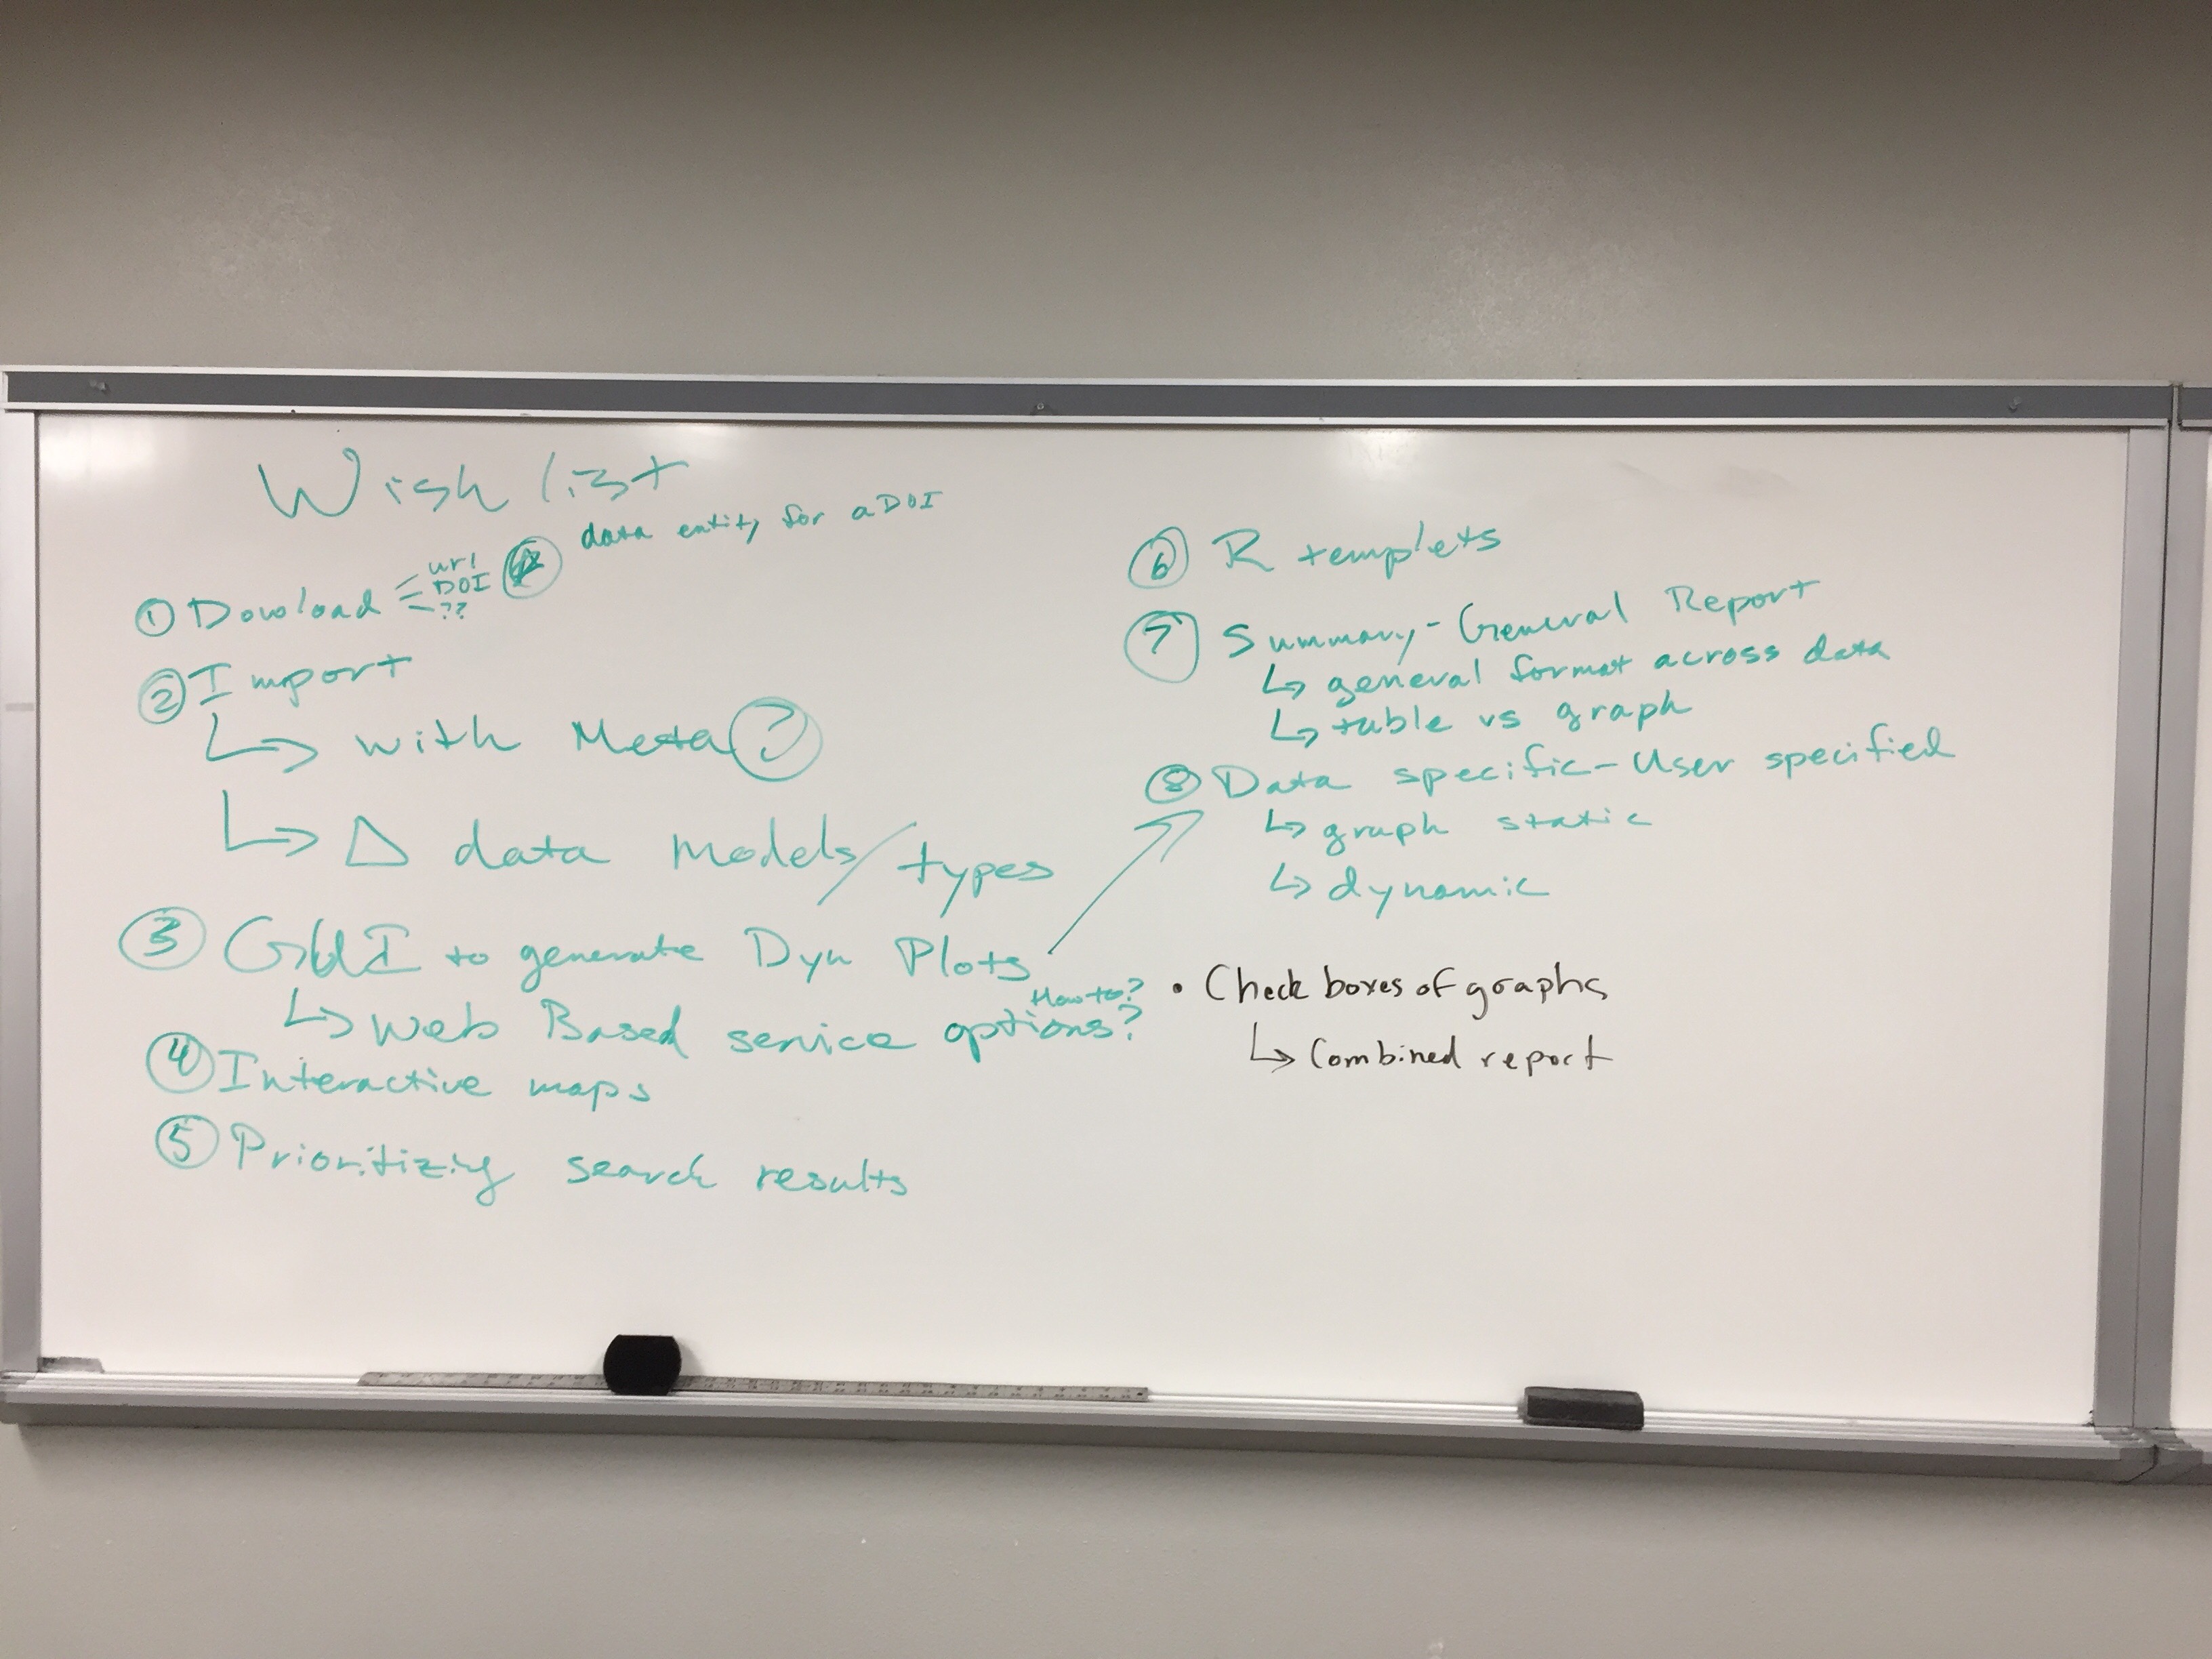 Wish list
data entity for a DOI
url
① Dowload DOI
??
② Import
↳ with Meta ?
↳ Δ data models/types
③ GUI to generate Dyn Plots
How to?
↳ Web Based service options?
④ Interactive maps
⑤ Prioritizing search results
⑥ R templets
⑦ Summary - General Report
↳ general format across data
↳ table vs graph
⑧ Data specific - User specified
↳ graph static
↳ dynamic
• Check boxes of graphs
↳ Combined report